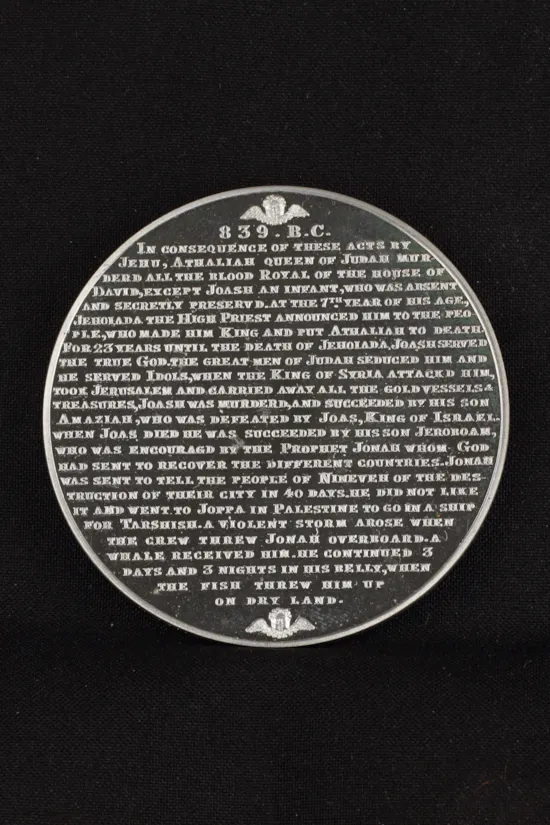 839. B.C.
In consequence of these acts by
Jehu, Athaliah queen of Judah mur-
derd all the blood Royal of the house of
David, except Joash an infant, who was absent
and secretly preservd. at the 7th year of his age,
Jehoiada the High Priest announced him to the peo-
ple, who made him King and put Athaliah to death.
For 23 years until the death of Jehoiada, Joash served
the true God. the great men of Judah seduced him and
he served Idols, when the King of Syria attackd him,
took Jerusalem and carried away all the gold vessels &
treasures, Joash was murderd, and succeeded by his son
Amaziah, who was defeated by Joas, King of Israel.
when Joas died he was succeeded by his son Jeroboam,
who was encouragd by the Prophet Jonah whom God
had sent to recover the different countries. Jonah
was sent to tell the people of Nineveh of the des-
truction of their city in 40 days. he did not like
it and went to Joppa in Palestine to go in a ship
for Tarshish. a violent storm arose when
the crew threw Jonah overboard. a
whale received him. he continued 3
days and 3 nights in his belly, when
the fish threw him up
on dry land.